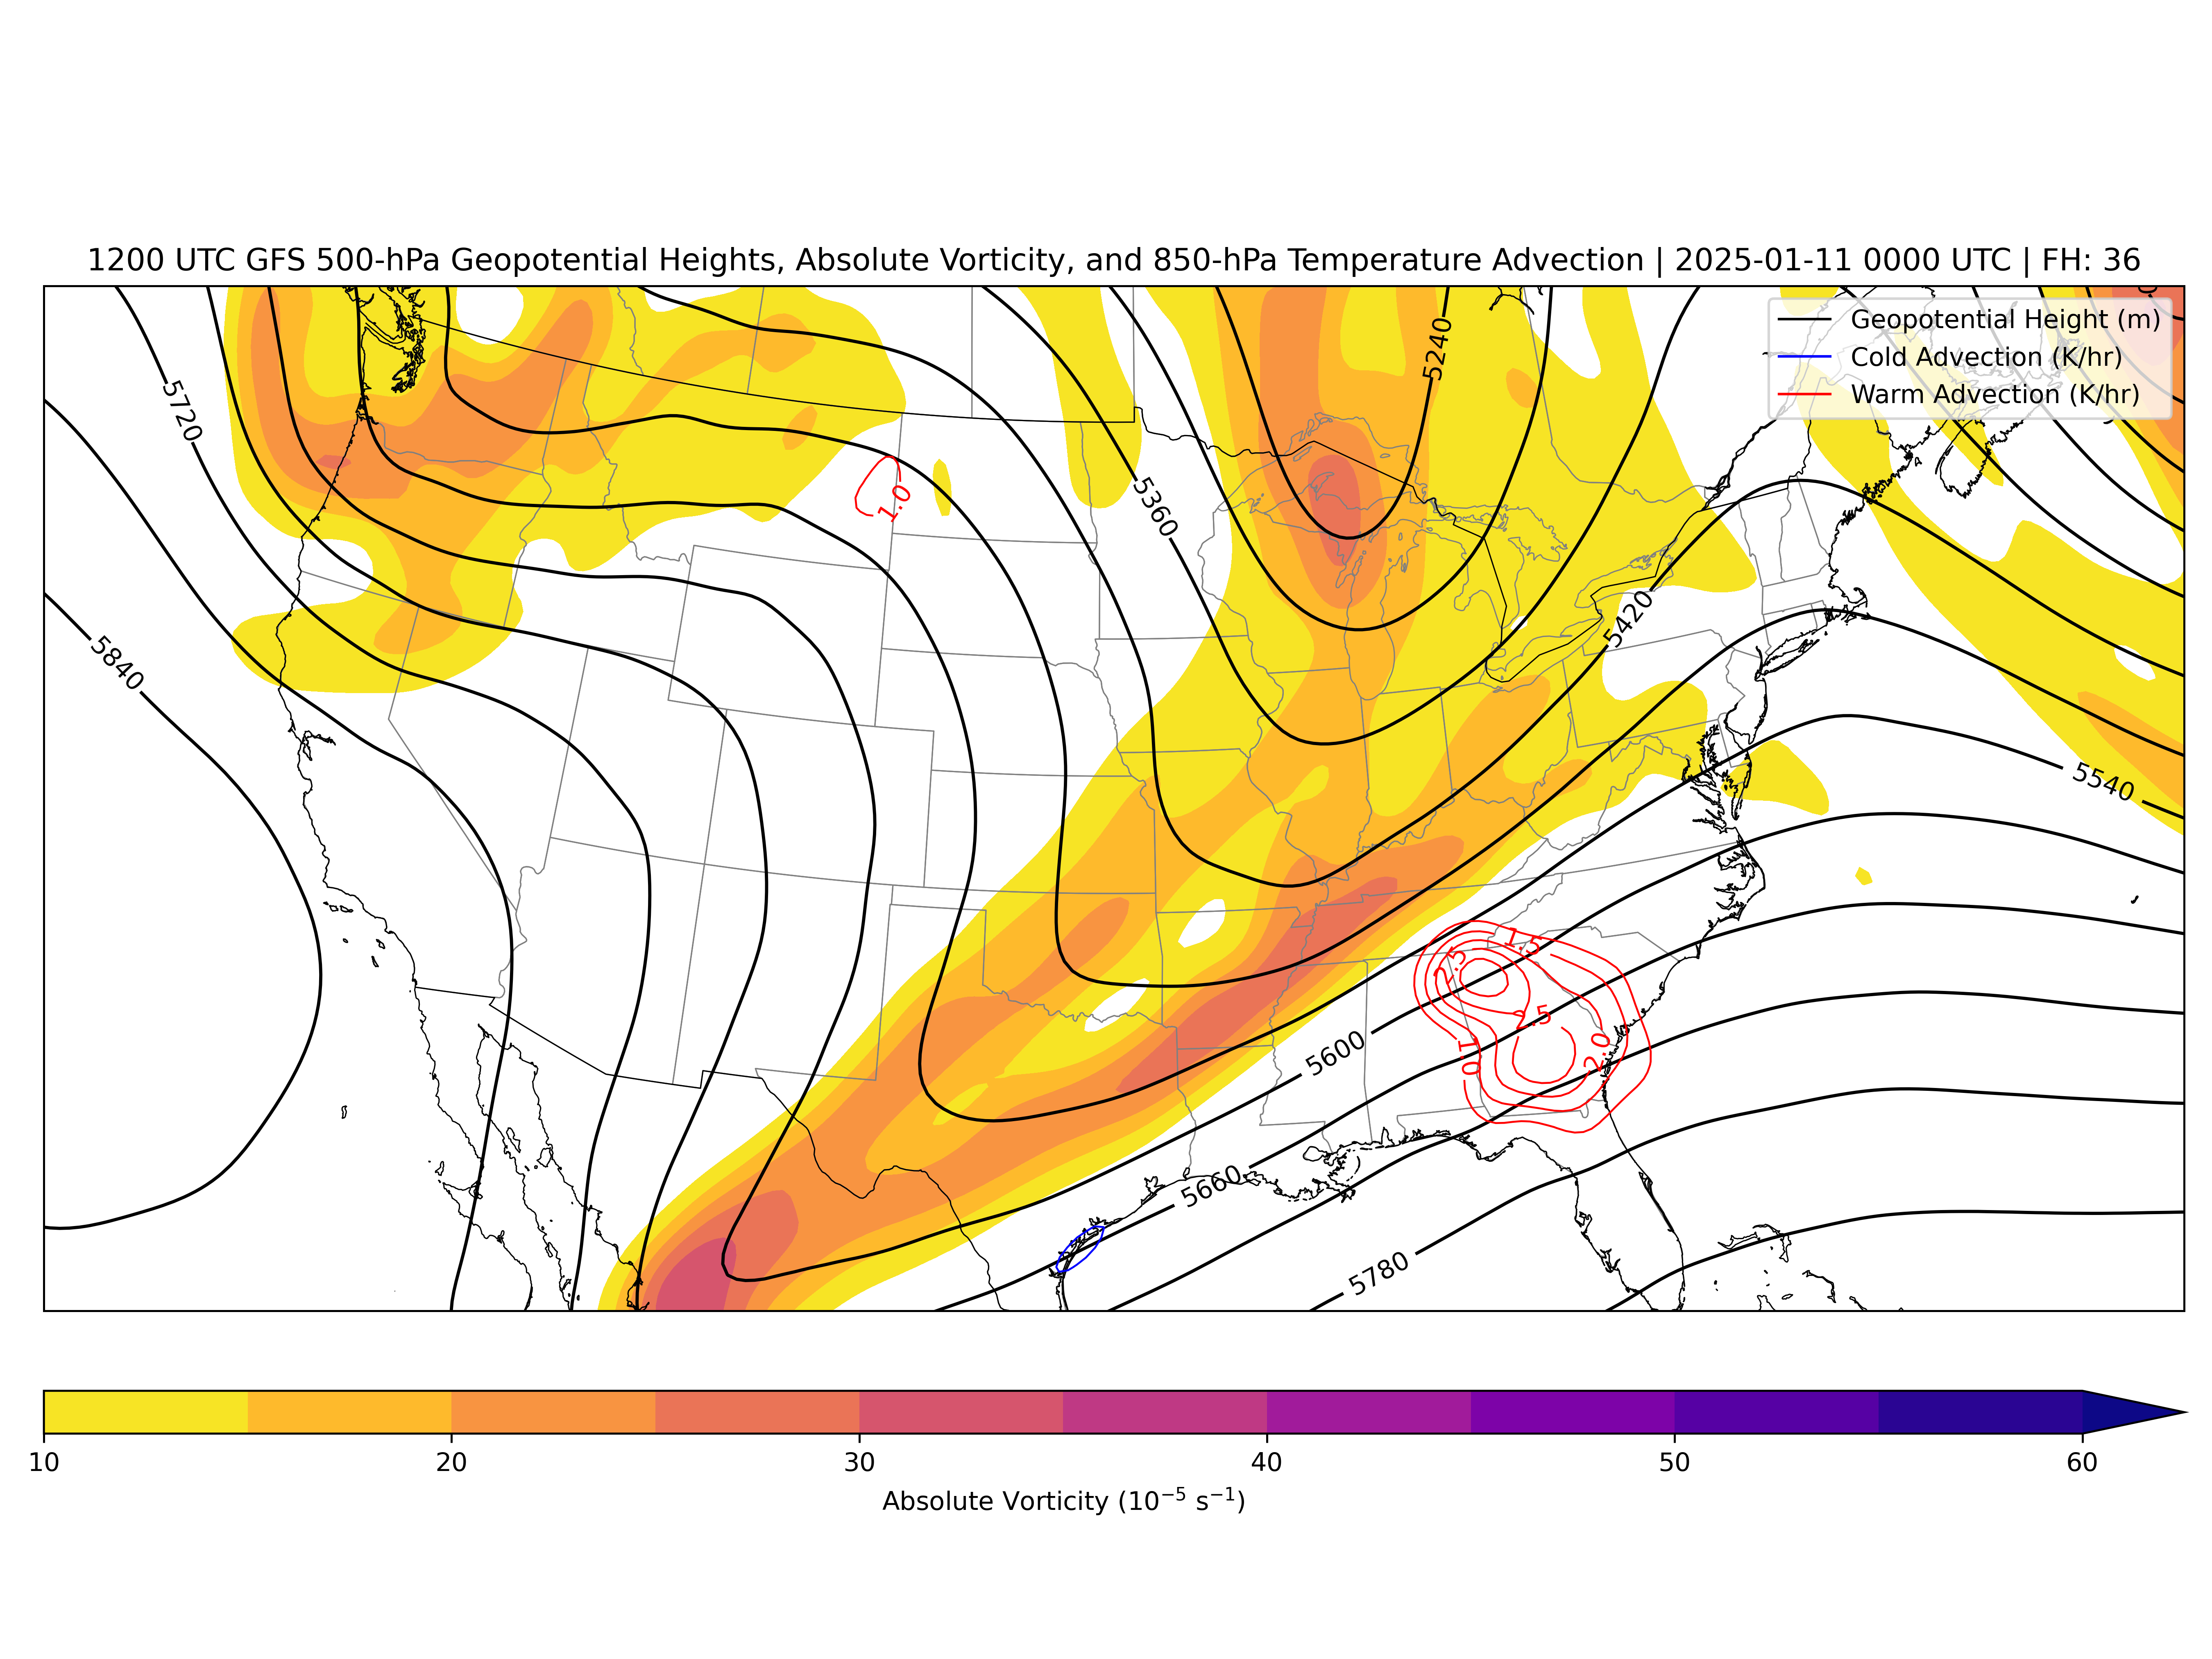 1200 UTC GFS 500-hPa Geopotential Heights, Absolute Vorticity, and 850-hPa Temperature Advection | 2025-01-11 0000 UTC | FH: 36
Geopotential Height (m)
Cold Advection (K/hr)
Warm Advection (K/hr)
5240
5720
1.0
5360
5420
5840
5540
1.5
2.5
2.5
5600
1.0
2.0
5660
5780
10 20 30 40 50 60
Absolute Vorticity (10⁻⁵ s⁻¹)